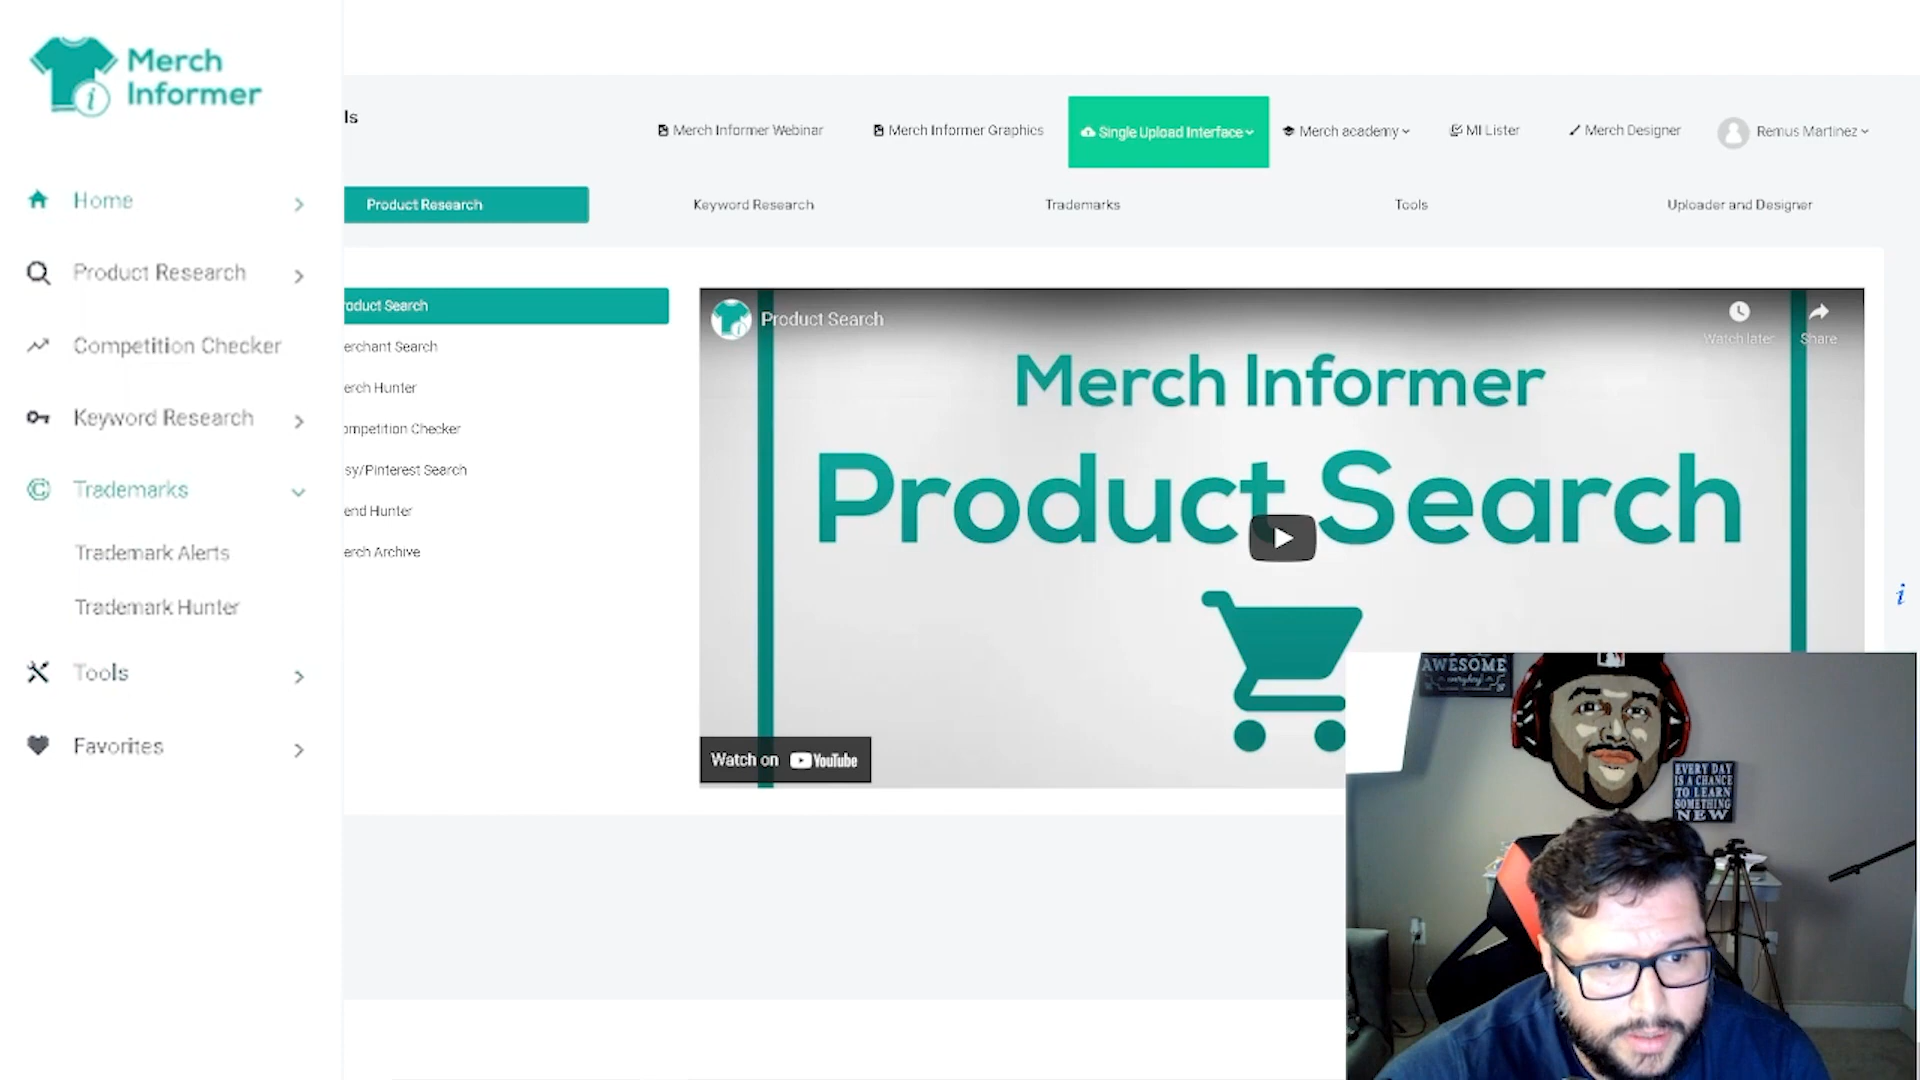 Merch
Informer
Home
Product Research
Competition Checker
Keyword Research
Trademarks
Trademark Alerts
Trademark Hunter
Tools
Favorites
ls
Merch Informer Webinar
Merch Informer Graphics
Single Upload Interface
Merch academy
MI Lister
Merch Designer
Remus Martinez
Product Research
Keyword Research
Trademarks
Tools
Uploader and Designer
oduct Search
erchant Search
erch Hunter
ompetition Checker
sy/Pinterest Search
end Hunter
erch Archive
Product Search
Watch later
Share
Merch Informer
Product Search
Watch on YouTube
i
AWESOME
everyday!
EVERY DAY
IS A CHANCE
TO LEARN
SOMETHING
NEW